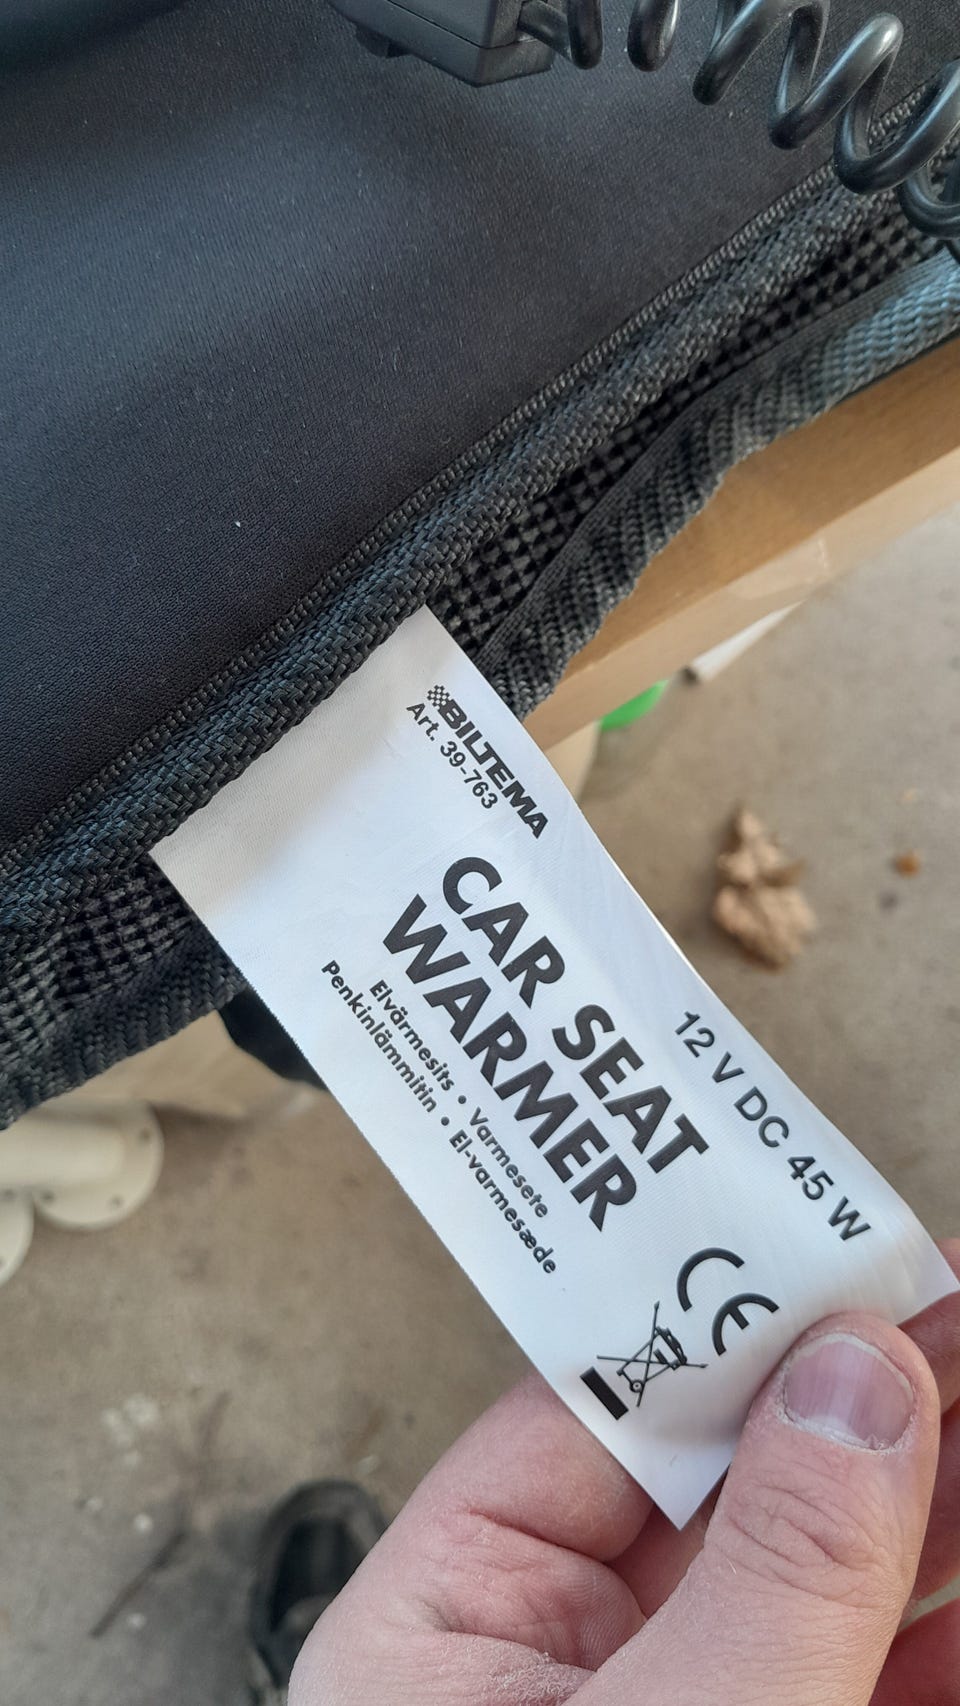 BILTEMA
Art. 39-763
CAR SEAT
WARMER
Elvärmesits • Varmesete
Penkinlämmitin • El-varmesæde
12 V DC 45 W
CE